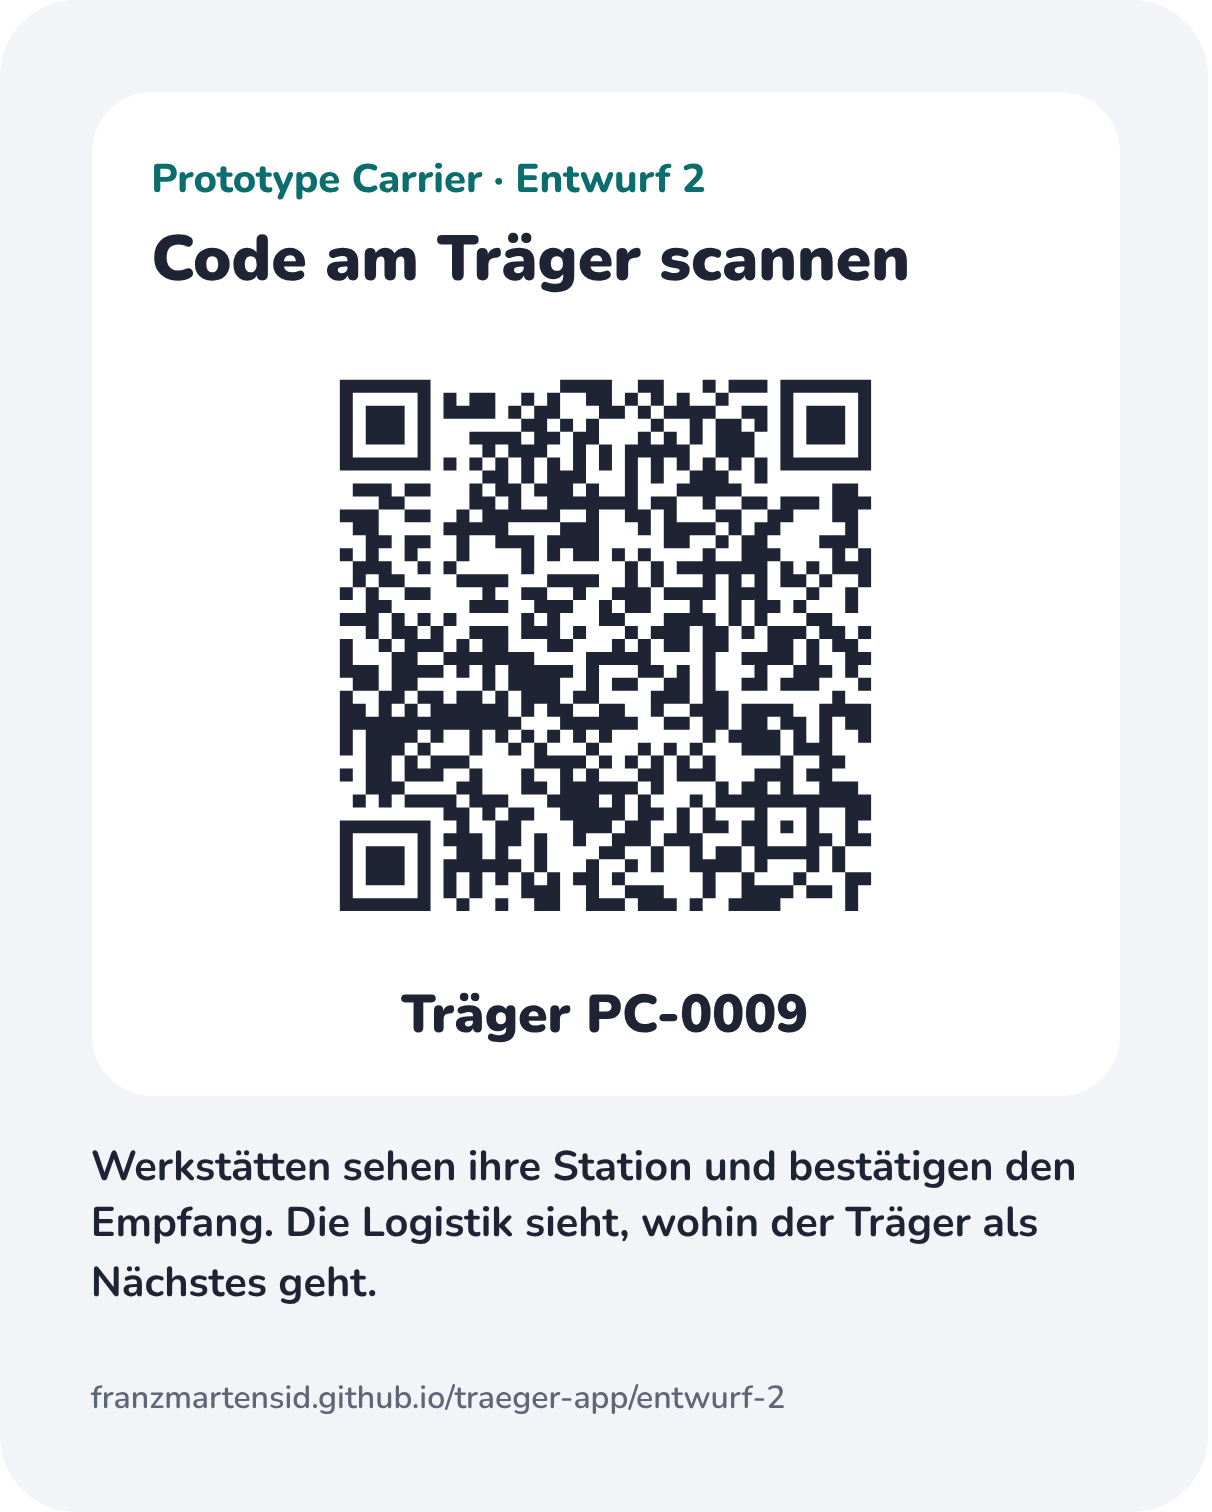 Prototype Carrier · Entwurf 2
Code am Träger scannen
Träger PC-0009
Werkstätten sehen ihre Station und bestätigen den
Empfang. Die Logistik sieht, wohin der Träger als
Nächstes geht.
franzmartensid.github.io/traeger-app/entwurf-2